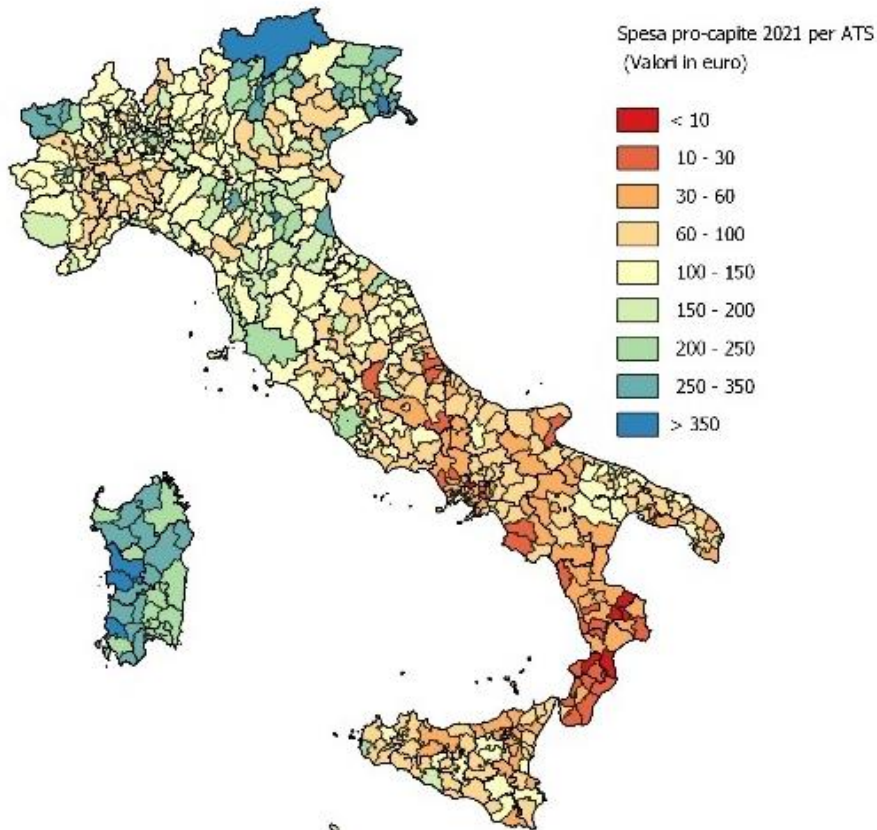 Spesa pro-capite 2021 per ATS
(Valori in euro)
< 10
10 - 30
30 - 60
60 - 100
100 - 150
150 - 200
200 - 250
250 - 350
> 350